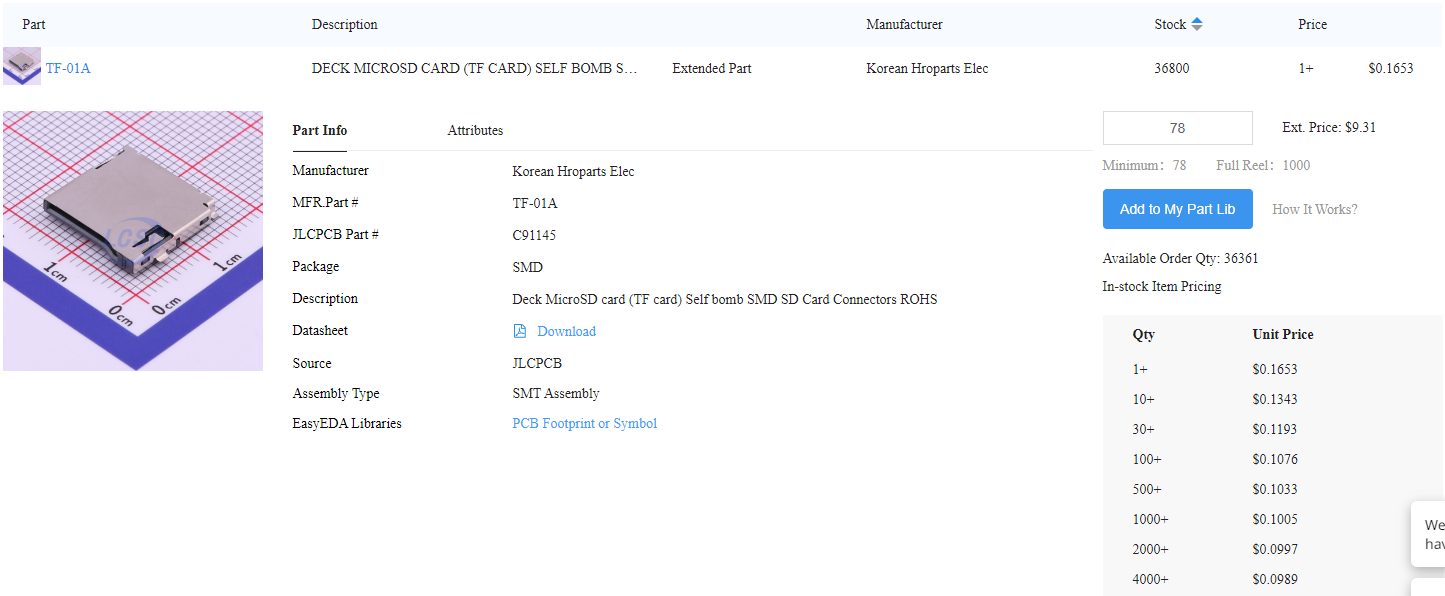 Part Description Manufacturer Stock Price
TF-01A DECK MICROSD CARD (TF CARD) SELF BOMB S… Extended Part Korean Hroparts Elec 36800 1+ $0.1653
LCS
1cm
0cm
0cm
1cm
Part Info Attributes
Manufacturer Korean Hroparts Elec
MFR.Part # TF-01A
JLCPCB Part # C91145
Package SMD
Description Deck MicroSD card (TF card) Self bomb SMD SD Card Connectors ROHS
Datasheet Download
Source JLCPCB
Assembly Type SMT Assembly
EasyEDA Libraries PCB Footprint or Symbol
78 Ext. Price: $9.31
Minimum：78 Full Reel：1000
Add to My Part Lib How It Works?
Available Order Qty: 36361
In-stock Item Pricing
Qty Unit Price
1+ $0.1653
10+ $0.1343
30+ $0.1193
100+ $0.1076
500+ $0.1033
1000+ $0.1005
2000+ $0.0997
4000+ $0.0989
We
hav